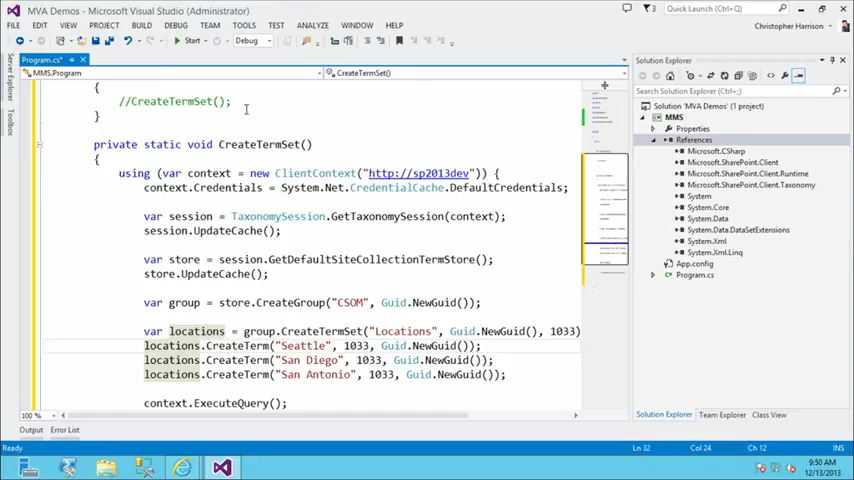 MVA Demos - Microsoft Visual Studio (Administrator)
3
Quick Launch (Ctrl+Q)
FILE EDIT VIEW PROJECT BUILD DEBUG TEAM TOOLS TEST ANALYZE WINDOW HELP
Christopher Harrison
Start Debug
Program.cs*
Solution Explorer
MMS.Program
CreateTermSet()
Server Explorer
Toolbox
{
//CreateTermSet();
}
private static void CreateTermSet()
{
using (var context = new ClientContext("http://sp2013dev")) {
context.Credentials = System.Net.CredentialCache.DefaultCredentials;
var session = TaxonomySession.GetTaxonomySession(context);
session.UpdateCache();
var store = session.GetDefaultSiteCollectionTermStore();
store.UpdateCache();
var group = store.CreateGroup("CSOM", Guid.NewGuid());
var locations = group.CreateTermSet("Locations", Guid.NewGuid(), 1033)
locations.CreateTerm("Seattle", 1033, Guid.NewGuid());
locations.CreateTerm("San Diego", 1033, Guid.NewGuid());
locations.CreateTerm("San Antonio", 1033, Guid.NewGuid());
context.ExecuteQuery();
100 %
Search Solution Explorer (Ctrl+;)
Solution 'MVA Demos' (1 project)
MMS
Properties
References
Microsoft.CSharp
Microsoft.SharePoint.Client
Microsoft.SharePoint.Client.Runtime
Microsoft.SharePoint.Client.Taxonomy
System
System.Core
System.Data
System.Data.DataSetExtensions
System.Xml
System.Xml.Linq
App.config
Program.cs
Solution Explorer Team Explorer Class View
Output Error List
Ready
Ln 32 Col 24 Ch 12 INS
9:50 AM
12/13/2013